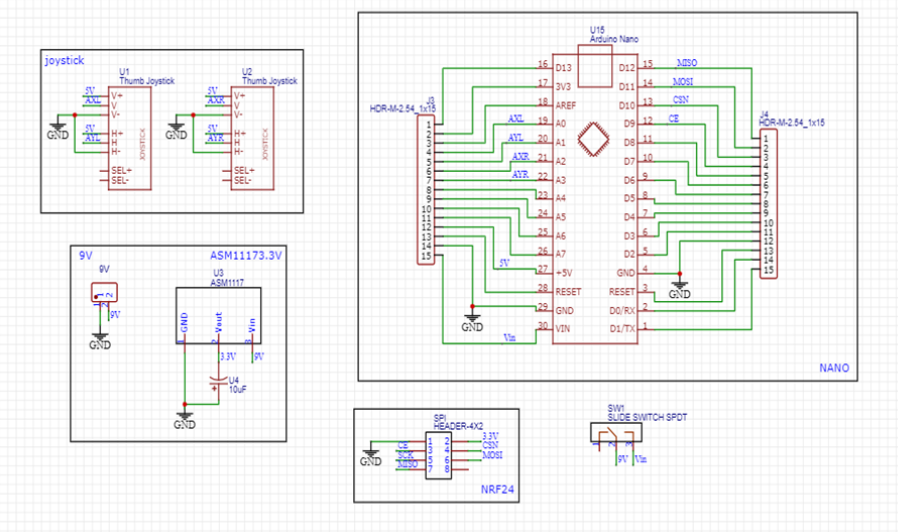 joystick
U1
Thumb Joystick
5V
AXL
V+
V
V-
5V
AYL
H+
H
H-
SEL+
SEL-
JOYSTICK
GND
U2
Thumb Joystick
5V
AXR
V+
V
V-
5V
AYR
H+
H
H-
SEL+
SEL-
JOYSTICK
GND
9V
ASM11173.3V
9V
1
2
9V
GND
U3
ASM1117
GND
Vout
Vin
1
2
3
3.3V
9V
U4
10uF
GND
U15
Arduino Nano
J3
HDR-M-2.54_1x15
1
2
3
4
5
6
7
8
9
10
11
12
13
14
15
AXL
AYL
AXR
AYR
5V
Vin
GND
16 D13
17 3V3
18 AREF
19 A0
20 A1
21 A2
22 A3
23 A4
24 A5
25 A6
26 A7
27 +5V
28 RESET
29 GND
30 VIN
D12 15 MISO
D11 14 MOSI
D10 13 CSN
D9 12 CE
D8 11
D7 10
D6 9
D5 8
D4 7
D3 6
D2 5
GND 4
RESET 3
D0/RX 2
D1/TX 1
GND
J4
HDR-M-2.54_1x15
1
2
3
4
5
6
7
8
9
10
11
12
13
14
15
NANO
SPI
HEADER-4X2
1 2 3.3V
CE 3 4 CSN
SCK 5 6 MOSI
MISO 7 8
GND
NRF24
SW1
SLIDE SWITCH SPDT
1
2
3
9V
Vin